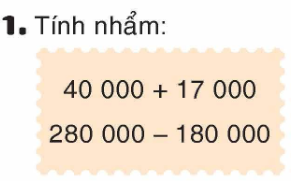 1. Tính nhẩm:
40 000 + 17 000
280 000 – 180 000